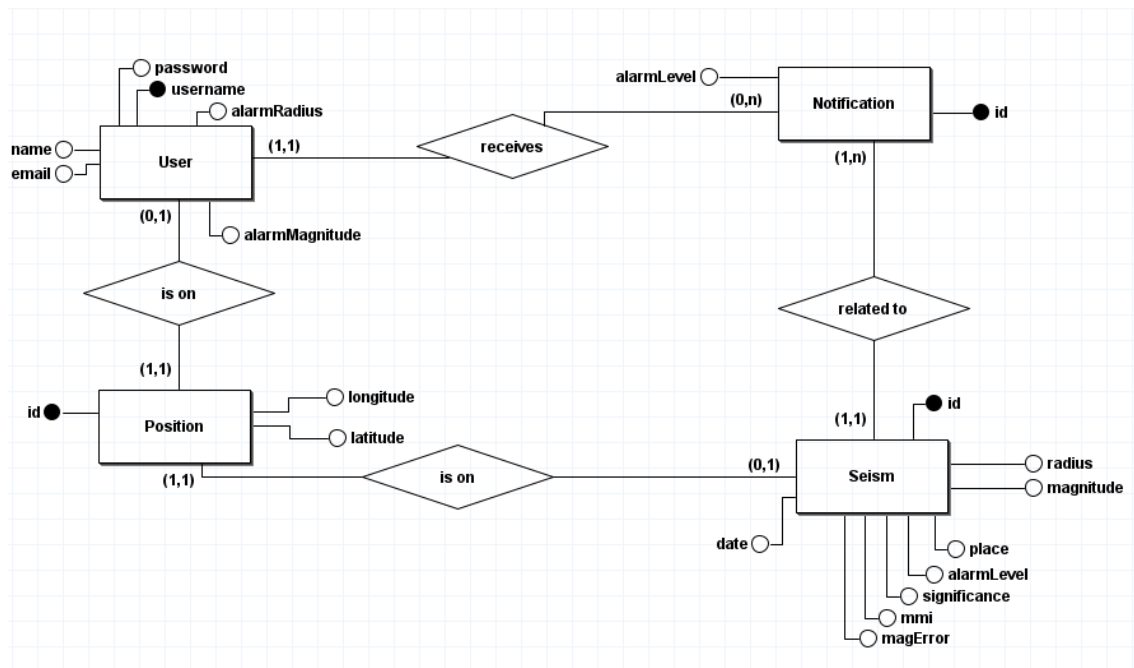 password
username
alarmRadius
name
email
User
(1,1)
receives
(0,n)
alarmLevel
Notification
id
(0,1)
alarmMagnitude
(1,n)
is on
related to
(1,1)
id
Position
longitude
latitude
(1,1)
is on
(0,1)
(1,1)
id
Seism
radius
magnitude
date
place
alarmLevel
significance
mmi
magError